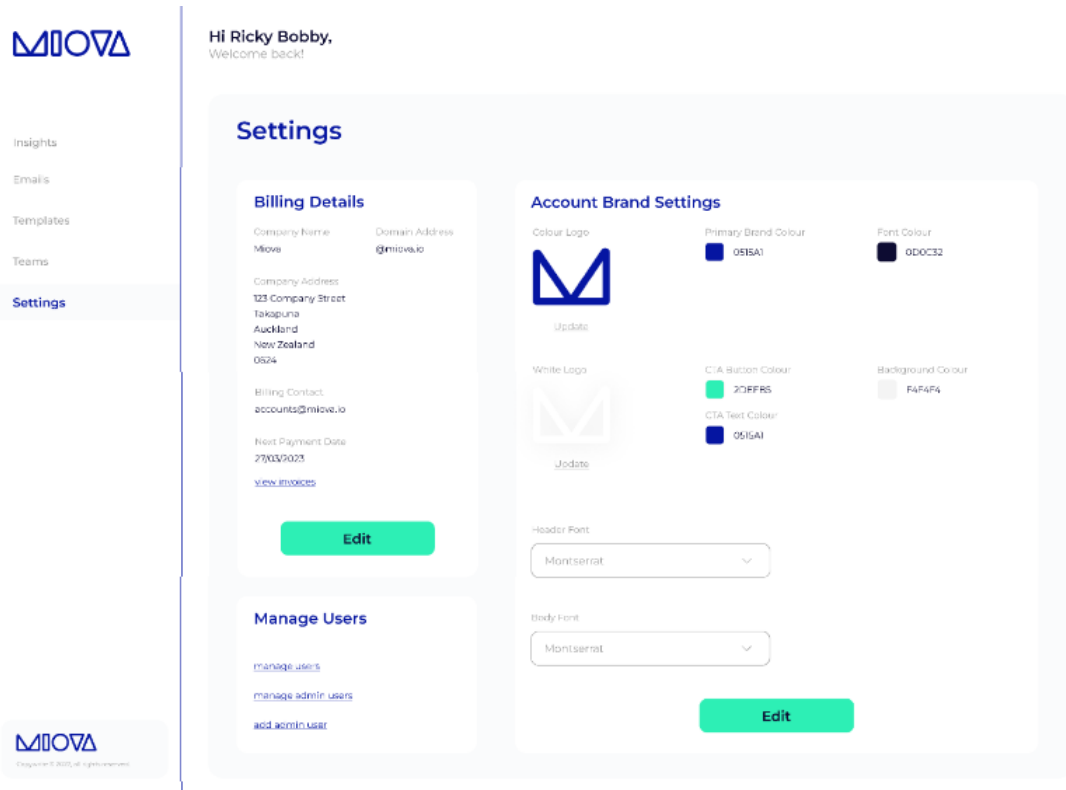 MIOVA
Hi Ricky Bobby,
Welcome back!
Insights
Emails
Templates
Teams
Settings
Settings
Billing Details
Company Name Domain Address
Miova @miova.io
Company Address
123 Company Street
Takapuna
Auckland
New Zealand
0624
Billing Contact
accounts@miova.io
Next Payment Date
27/03/2023
view invoices
Edit
Manage Users
manage users
manage admin users
add admin user
Account Brand Settings
Colour Logo Primary Brand Colour Font Colour
0515A1 0D0C32
Update
White Logo CTA Button Colour Background Colour
2DEFB5 F4F4F4
CTA Text Colour
0515A1
Update
Header Font
Montserrat
Body Font
Montserrat
Edit
MIOVA
© 2023, all rights reserved